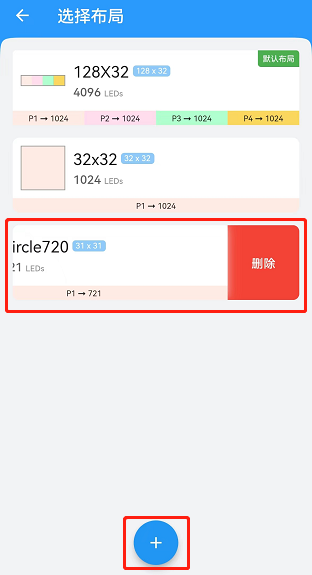 选择布局
默认布局
128X32 128 x 32
4096 LEDs
P1 → 1024 P2 → 1024 P3 → 1024 P4 → 1024
32x32 32 x 32
1024 LEDs
P1 → 1024
ircle720 31 x 31
21 LEDs
删除
P1 → 721